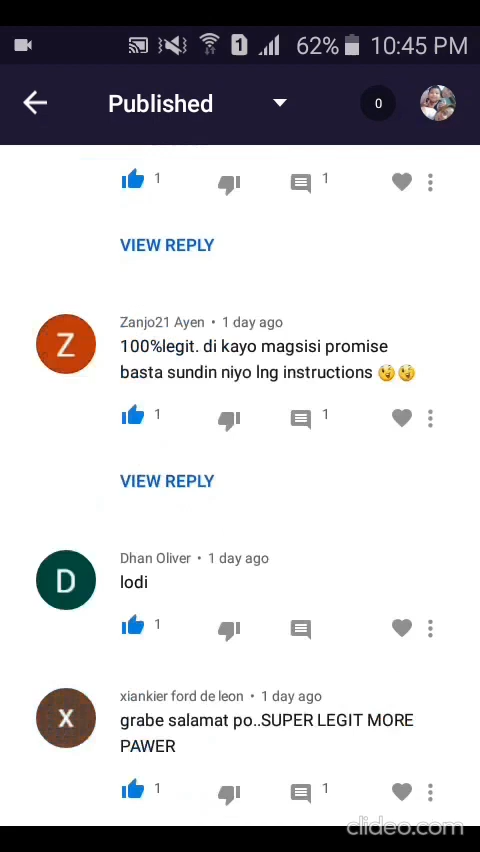 1 62% 10:45 PM
Published 0
1 1
VIEW REPLY
Zanjo21 Ayen • 1 day ago
100%legit. di kayo magsisi promise
basta sundin niyo lng instructions 😲😲
1 1
VIEW REPLY
Dhan Oliver • 1 day ago
lodi
1
xiankier ford de leon • 1 day ago
grabe salamat po..SUPER LEGIT MORE
PAWER
1 1
Z
D
X
clideo.com